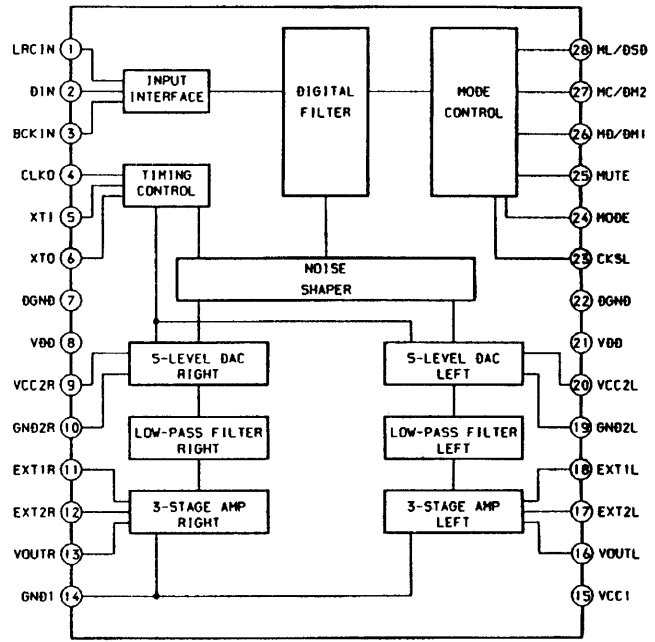 LRCIN 1
DIN 2
BCKIN 3
CLKO 4
XTI 5
XTO 6
DGND 7
VDD 8
VCC2R 9
GND2R 10
EXT1R 11
EXT2R 12
VOUTR 13
GND1 14
INPUT
INTERFACE
TIMING
CONTROL
DIGITAL
FILTER
MODE
CONTROL
NOISE
SHAPER
5-LEVEL DAC
RIGHT
5-LEVEL DAC
LEFT
LOW-PASS FILTER
RIGHT
LOW-PASS FILTER
LEFT
3-STAGE AMP
RIGHT
3-STAGE AMP
LEFT
28 ML/DSD
27 MC/DM2
26 MD/DM1
25 MUTE
24 MODE
23 CKSL
22 DGND
21 VDD
20 VCC2L
19 GND2L
18 EXT1L
17 EXT2L
16 VOUTL
15 VCC1